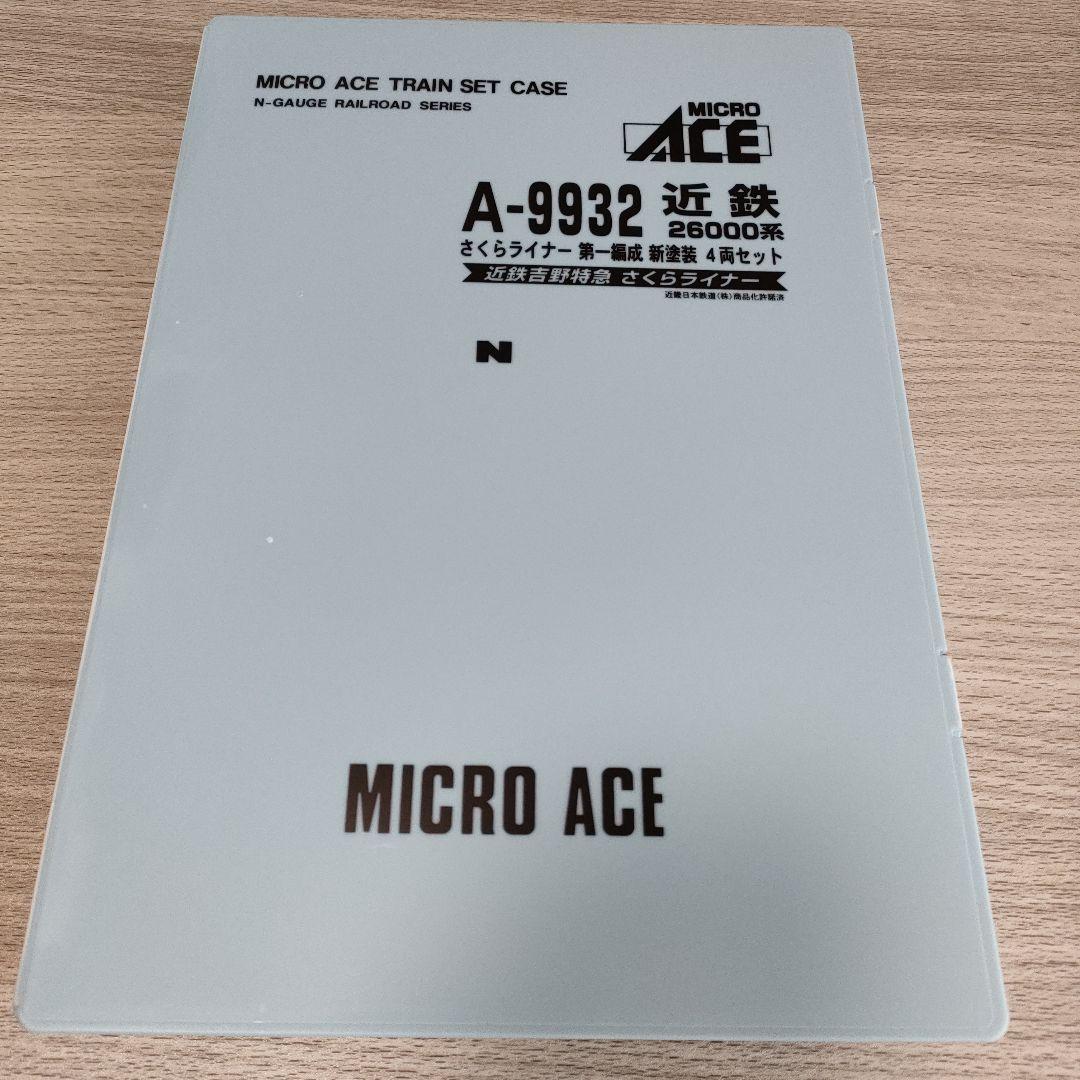 MICRO ACE TRAIN SET CASE
N-GAUGE RAILROAD SERIES
MICRO
ACE
A-9932 近鉄
26000系
さくらライナー 第一編成 新塗装 4両セット
近鉄吉野特急 さくらライナー
近畿日本鉄道(株)商品化許諾済
N
MICRO ACE